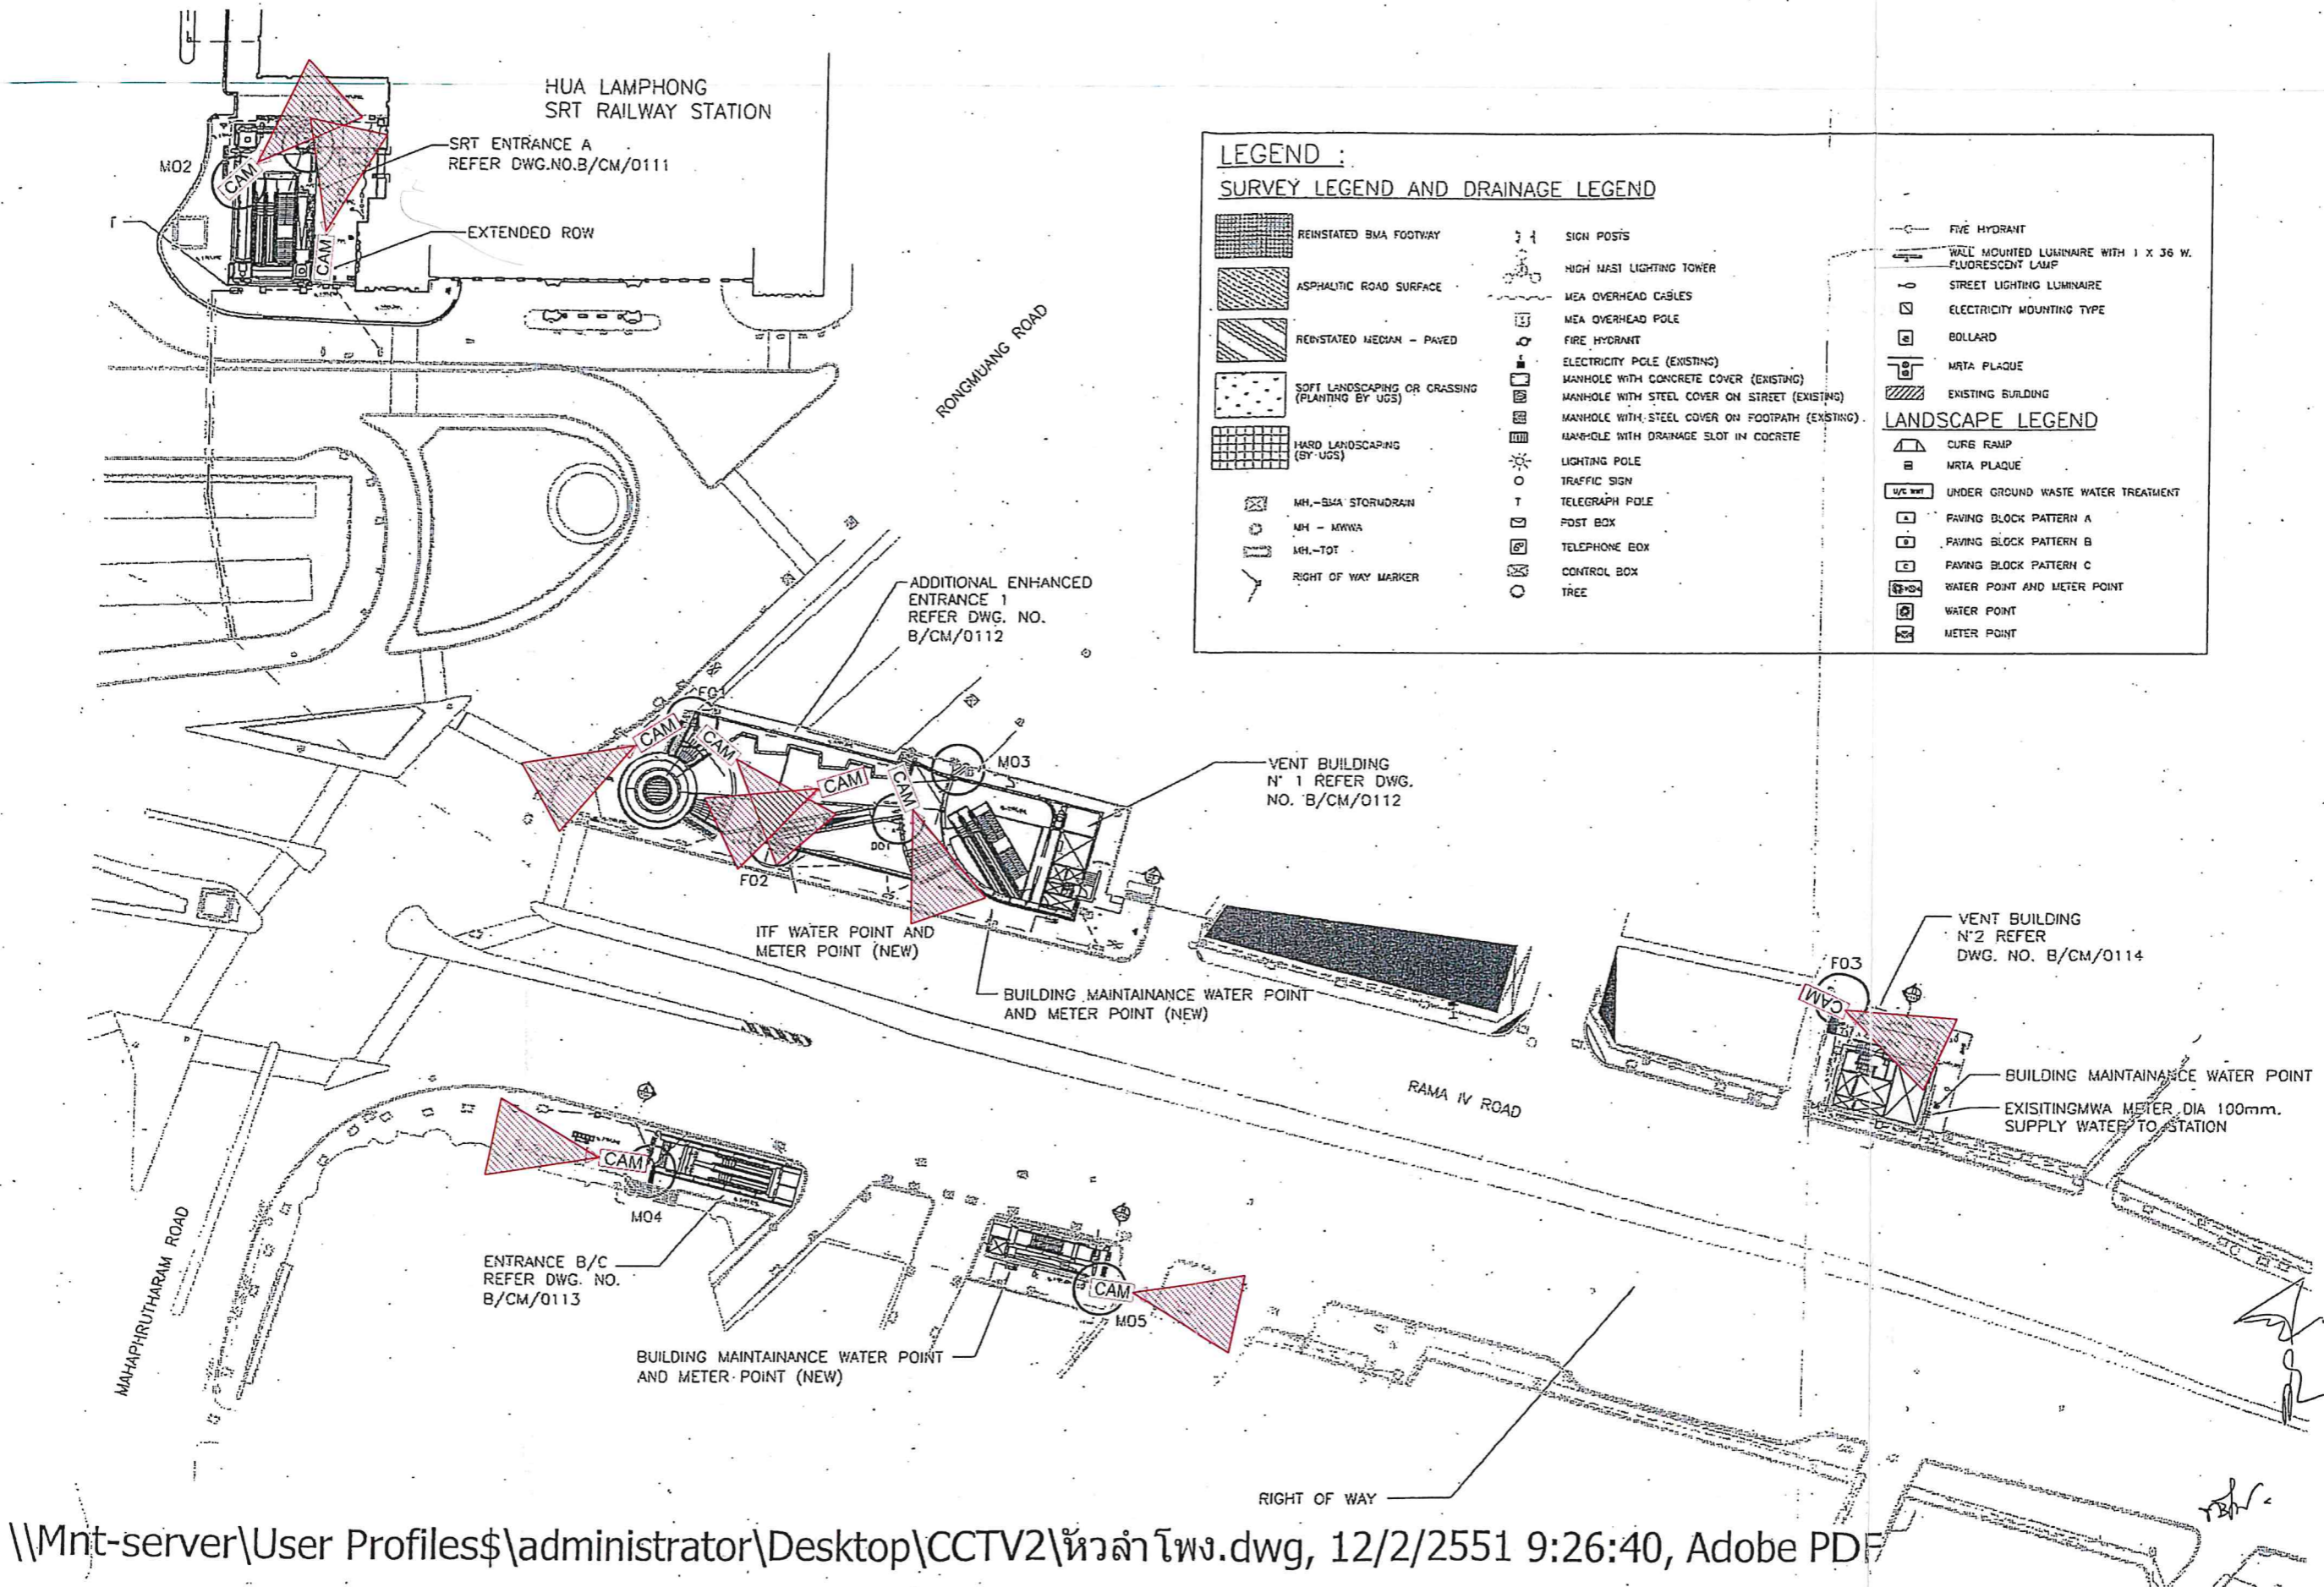 HUA LAMPHONG
SRT RAILWAY STATION
M02
SRT ENTRANCE A
REFER DWG.NO.B/CM/0111
CAM
CAM
EXTENDED ROW
RONGMUANG ROAD
LEGEND :
SURVEY LEGEND AND DRAINAGE LEGEND
REINSTATED BMA FOOTWAY
ASPHALITIC ROAD SURFACE
REINSTATED MEDIAN - PAVED
SOFT LANDSCAPING OR GRASSING
(PLANTING BY UGS)
HARD LANDSCAPING
(BY UGS)
MH.-BMA STORMDRAIN
MH - MWWA
MH.-TOT
RIGHT OF WAY MARKER
SIGN POSTS
HIGH MAST LIGHTING TOWER
MEA OVERHEAD CABLES
MEA OVERHEAD POLE
FIRE HYDRANT
ELECTRICITY POLE (EXISTING)
MANHOLE WITH CONCRETE COVER (EXISTING)
MANHOLE WITH STEEL COVER ON STREET (EXISTING)
MANHOLE WITH STEEL COVER ON FOOTPATH (EXISTING)
MANHOLE WITH DRAINAGE SLOT IN COCRETE
LIGHTING POLE
TRAFFIC SIGN
T TELEGRAPH POLE
POST BOX
TELEPHONE BOX
CONTROL BOX
TREE
FIVE HYDRANT
WALL MOUNTED LUMINAIRE WITH 1 X 36 W.
FLUORESCENT LAMP
STREET LIGHTING LUMINAIRE
ELECTRICITY MOUNTING TYPE
BOLLARD
MRTA PLAQUE
EXISTING BUILDING
LANDSCAPE LEGEND
CURB RAMP
MRTA PLAQUE
UNDER GROUND WASTE WATER TREATMENT
A PAVING BLOCK PATTERN A
B PAVING BLOCK PATTERN B
C PAVING BLOCK PATTERN C
WATER POINT AND METER POINT
WATER POINT
METER POINT
ADDITIONAL ENHANCED
ENTRANCE 1
REFER DWG. NO.
B/CM/0112
F01
CAM
CAM
CAM
CAM
M03
D01
F02
VENT BUILDING
N° 1 REFER DWG.
NO. B/CM/0112
ITF WATER POINT AND
METER POINT (NEW)
BUILDING MAINTAINANCE WATER POINT
AND METER POINT (NEW)
VENT BUILDING
N°2 REFER
DWG. NO. B/CM/0114
F03
CAM
BUILDING MAINTAINANCE WATER POINT
EXISITINGMWA METER DIA 100mm.
SUPPLY WATER TO STATION
RAMA IV ROAD
CAM
M04
ENTRANCE B/C
REFER DWG. NO.
B/CM/0113
MAHAPHRUTHARAM ROAD
CAM
M05
BUILDING MAINTAINANCE WATER POINT
AND METER POINT (NEW)
RIGHT OF WAY
\\Mnt-server\User Profiles$\administrator\Desktop\CCTV2\หัวลำโพง.dwg, 12/2/2551 9:26:40, Adobe PDF